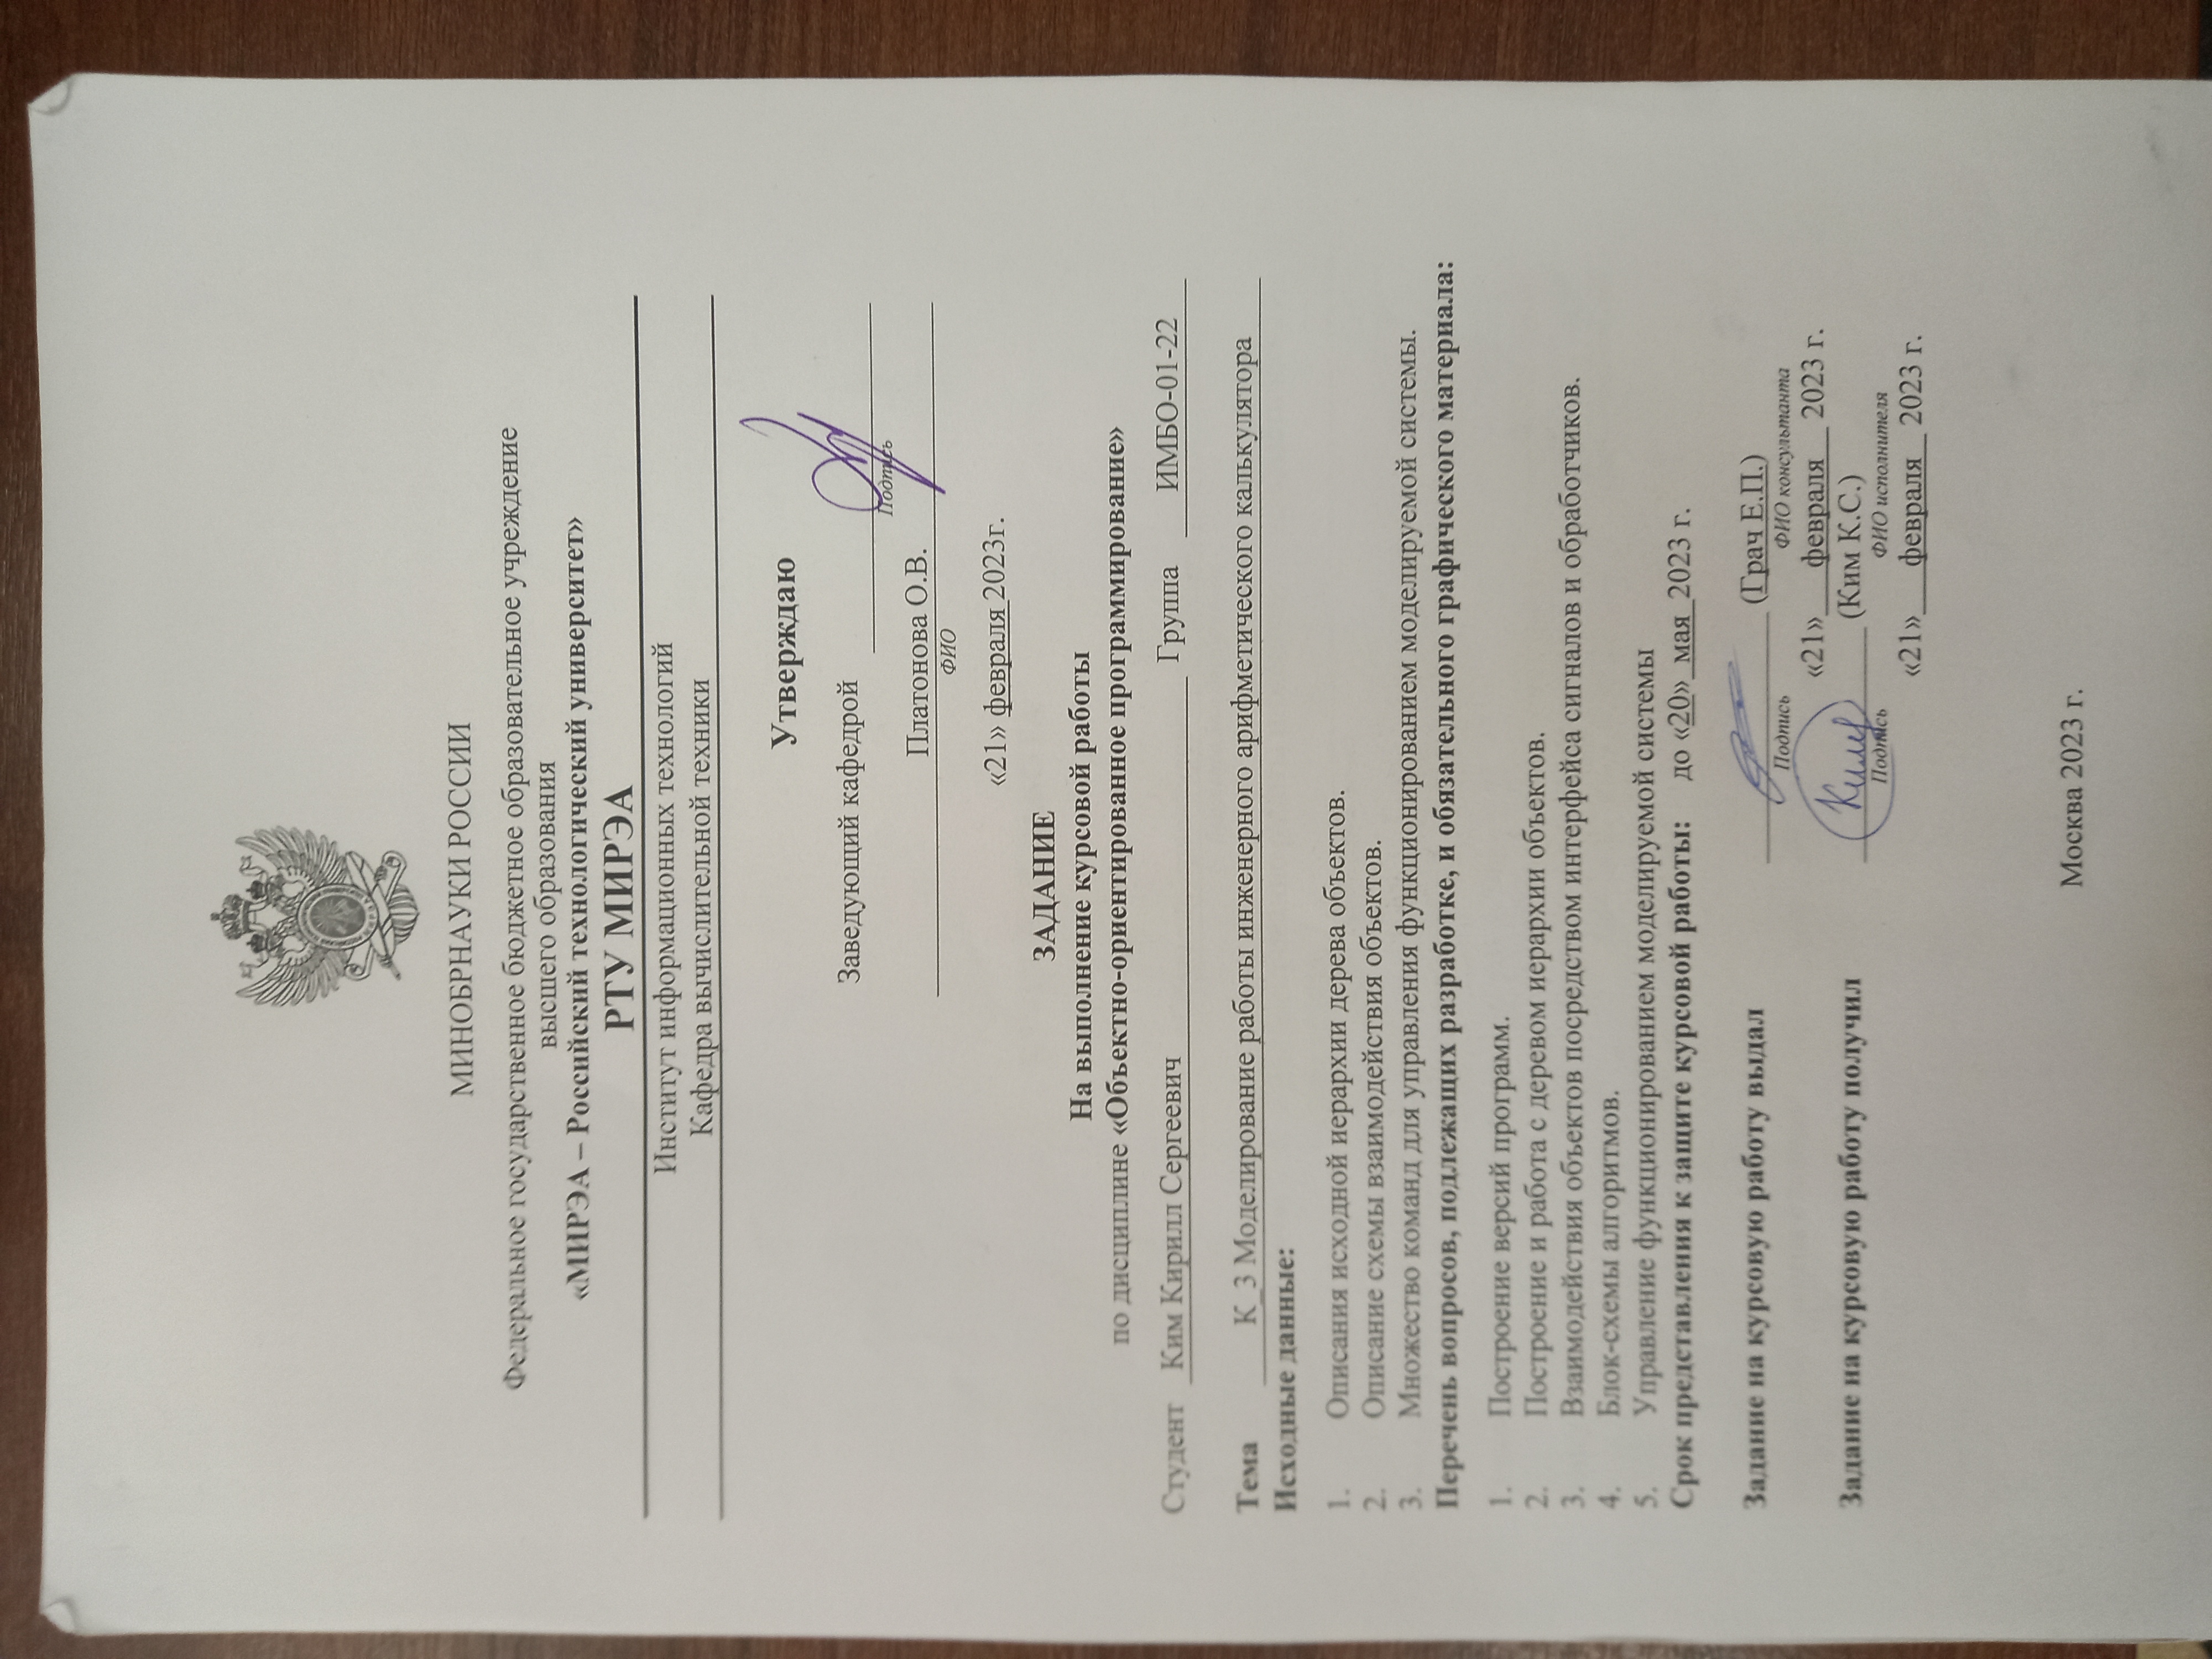 МИНОБРНАУКИ РОССИИ
Федеральное государственное бюджетное образовательное учреждение
высшего образования
«МИРЭА – Российский технологический университет»
РТУ МИРЭА
Институт информационных технологий
Кафедра вычислительной техники
Утверждаю
Заведующий кафедрой
Подпись
Платонова О.В.
ФИО
«21» февраля 2023г.
ЗАДАНИЕ
На выполнение курсовой работы
по дисциплине «Объектно-ориентированное программирование»
Студент Ким Кирилл Сергеевич Группа ИМБО-01-22
Тема К_3 Моделирование работы инженерного арифметического калькулятора
Исходные данные:
1. Описания исходной иерархии дерева объектов.
2. Описание схемы взаимодействия объектов.
3. Множество команд для управления функционированием моделируемой системы.
Перечень вопросов, подлежащих разработке, и обязательного графического материала:
1. Построение версий программ.
2. Построение и работа с деревом иерархии объектов.
3. Взаимодействия объектов посредством интерфейса сигналов и обработчиков.
4. Блок-схемы алгоритмов.
5. Управление функционированием моделируемой системы
Срок представления к защите курсовой работы: до «20» мая 2023 г.
Задание на курсовую работу выдал (Грач Е.П.)
Подпись ФИО консультанта
«21» февраля 2023 г.
Задание на курсовую работу получил (Ким К.С.)
Подпись ФИО исполнителя
«21» февраля 2023 г.
Москва 2023 г.